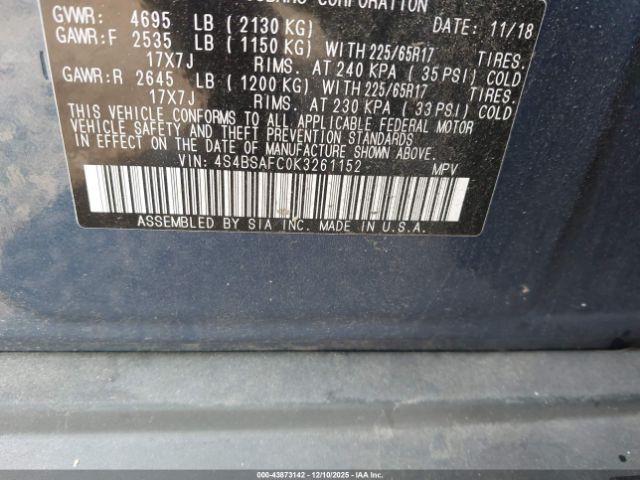 CORPORATION
GVWR: 4695 LB ( 2130 KG) DATE: 11/18
GAWR:F 2535 LB ( 1150 KG) WITH 225/65R17 TIRES.
17X7J RIMS. AT 240 KPA ( 35 PSI) COLD
GAWR:R 2645 LB ( 1200 KG) WITH 225/65R17 TIRES.
17X7J RIMS. AT 230 KPA ( 33 PSI) COLD
THIS VEHICLE CONFORMS TO ALL APPLICABLE FEDERAL MOTOR
VEHICLE SAFETY AND THEFT PREVENTION STANDARDS
IN EFFECT ON THE DATE OF MANUFACTURE SHOWN ABOVE.
VIN: 4S4BSAFC0K3261152 MPV
ASSEMBLED BY SIA INC. MADE IN U.S.A.
000-43873142 - 12/10/2025 - IAA Inc.